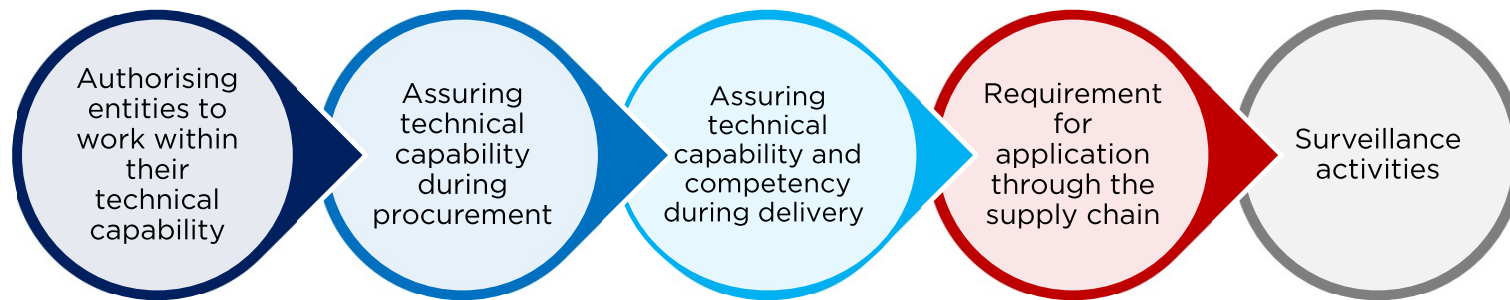 Authorising
entities to
work within
their
technical
capability
Assuring
technical
capability
during
procurement
Assuring
technical
capability and
competency
during delivery
Requirement
for
application
through the
supply chain
Surveillance
activities